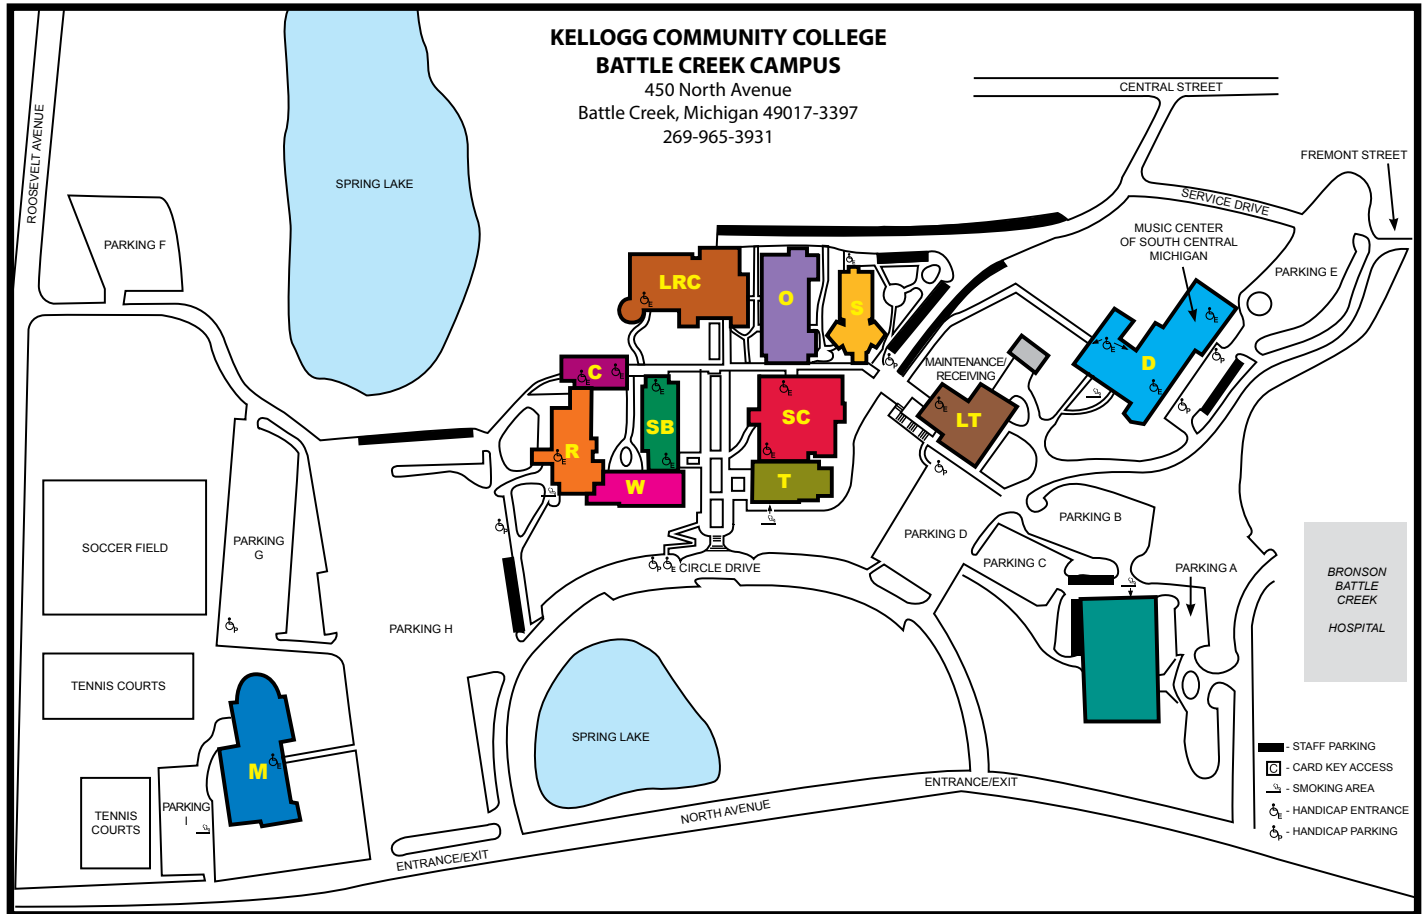 KELLOGG COMMUNITY COLLEGE
BATTLE CREEK CAMPUS
450 North Avenue
Battle Creek, Michigan 49017-3397
269-965-3931
CENTRAL STREET
FREMONT STREET
ROOSEVELT AVENUE
SPRING LAKE
SERVICE DRIVE
MUSIC CENTER
OF SOUTH CENTRAL
MICHIGAN
PARKING F
PARKING E
LRC
O
S
MAINTENANCE/
RECEIVING
D
C
SC
LT
SB
R
W
T
PARKING B
PARKING D
SOCCER FIELD
PARKING
G
PARKING C
PARKING A
CIRCLE DRIVE
BRONSON
BATTLE
CREEK
HOSPITAL
PARKING H
TENNIS COURTS
SPRING LAKE
M
- STAFF PARKING
C - CARD KEY ACCESS
- SMOKING AREA
E - HANDICAP ENTRANCE
P - HANDICAP PARKING
ENTRANCE/EXIT
NORTH AVENUE
TENNIS
COURTS
PARKING
I
ENTRANCE/EXIT